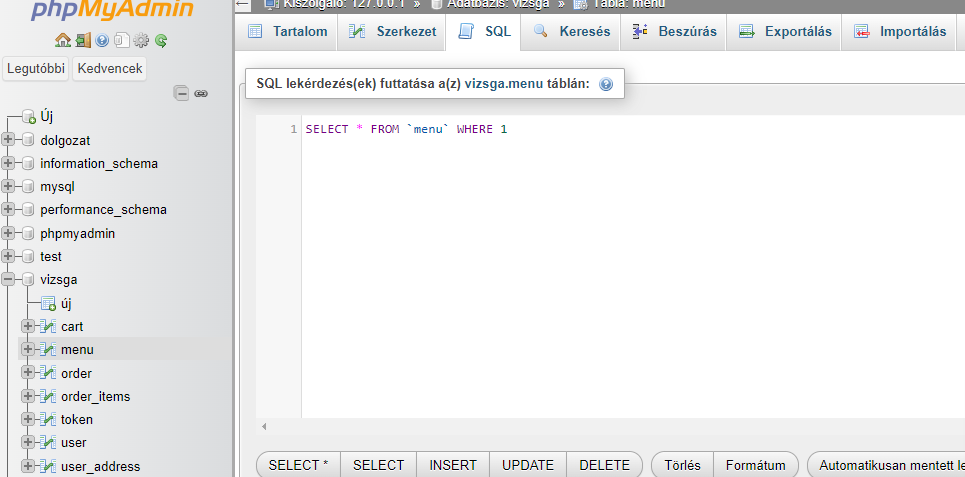 phpMyAdmin
Legutóbbi Kedvencek
Új
dolgozat
information_schema
mysql
performance_schema
phpmyadmin
test
vizsga
új
cart
menu
order
order_items
token
user
user_address
Kiszolgáló: 127.0.0.1 » Adatbázis: vizsga » Tábla: menu
Tartalom Szerkezet SQL Keresés Beszúrás Exportálás Importálás
SQL lekérdezés(ek) futtatása a(z) vizsga.menu táblán:
1 SELECT * FROM `menu` WHERE 1
SELECT * SELECT INSERT UPDATE DELETE Törlés Formátum Automatikusan mentett